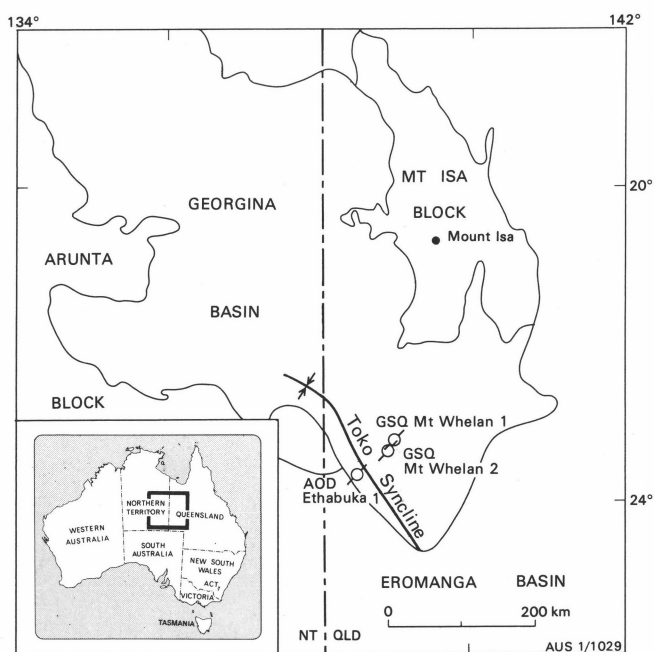 134°
142°
MT ISA
20°
GEORGINA
BLOCK
Mount Isa
ARUNTA
BASIN
BLOCK
GSQ Mt Whelan 1
Toko Syncline
GSQ
Mt Whelan 2
AOD
Ethabuka 1
24°
NORTHERN
TERRITORY
QUEENSLAND
WESTERN
AUSTRALIA
SOUTH
AUSTRALIA
NEW SOUTH
WALES
ACT
VICTORIA
TASMANIA
EROMANGA BASIN
0 200 km
NT QLD
AUS 1/1029